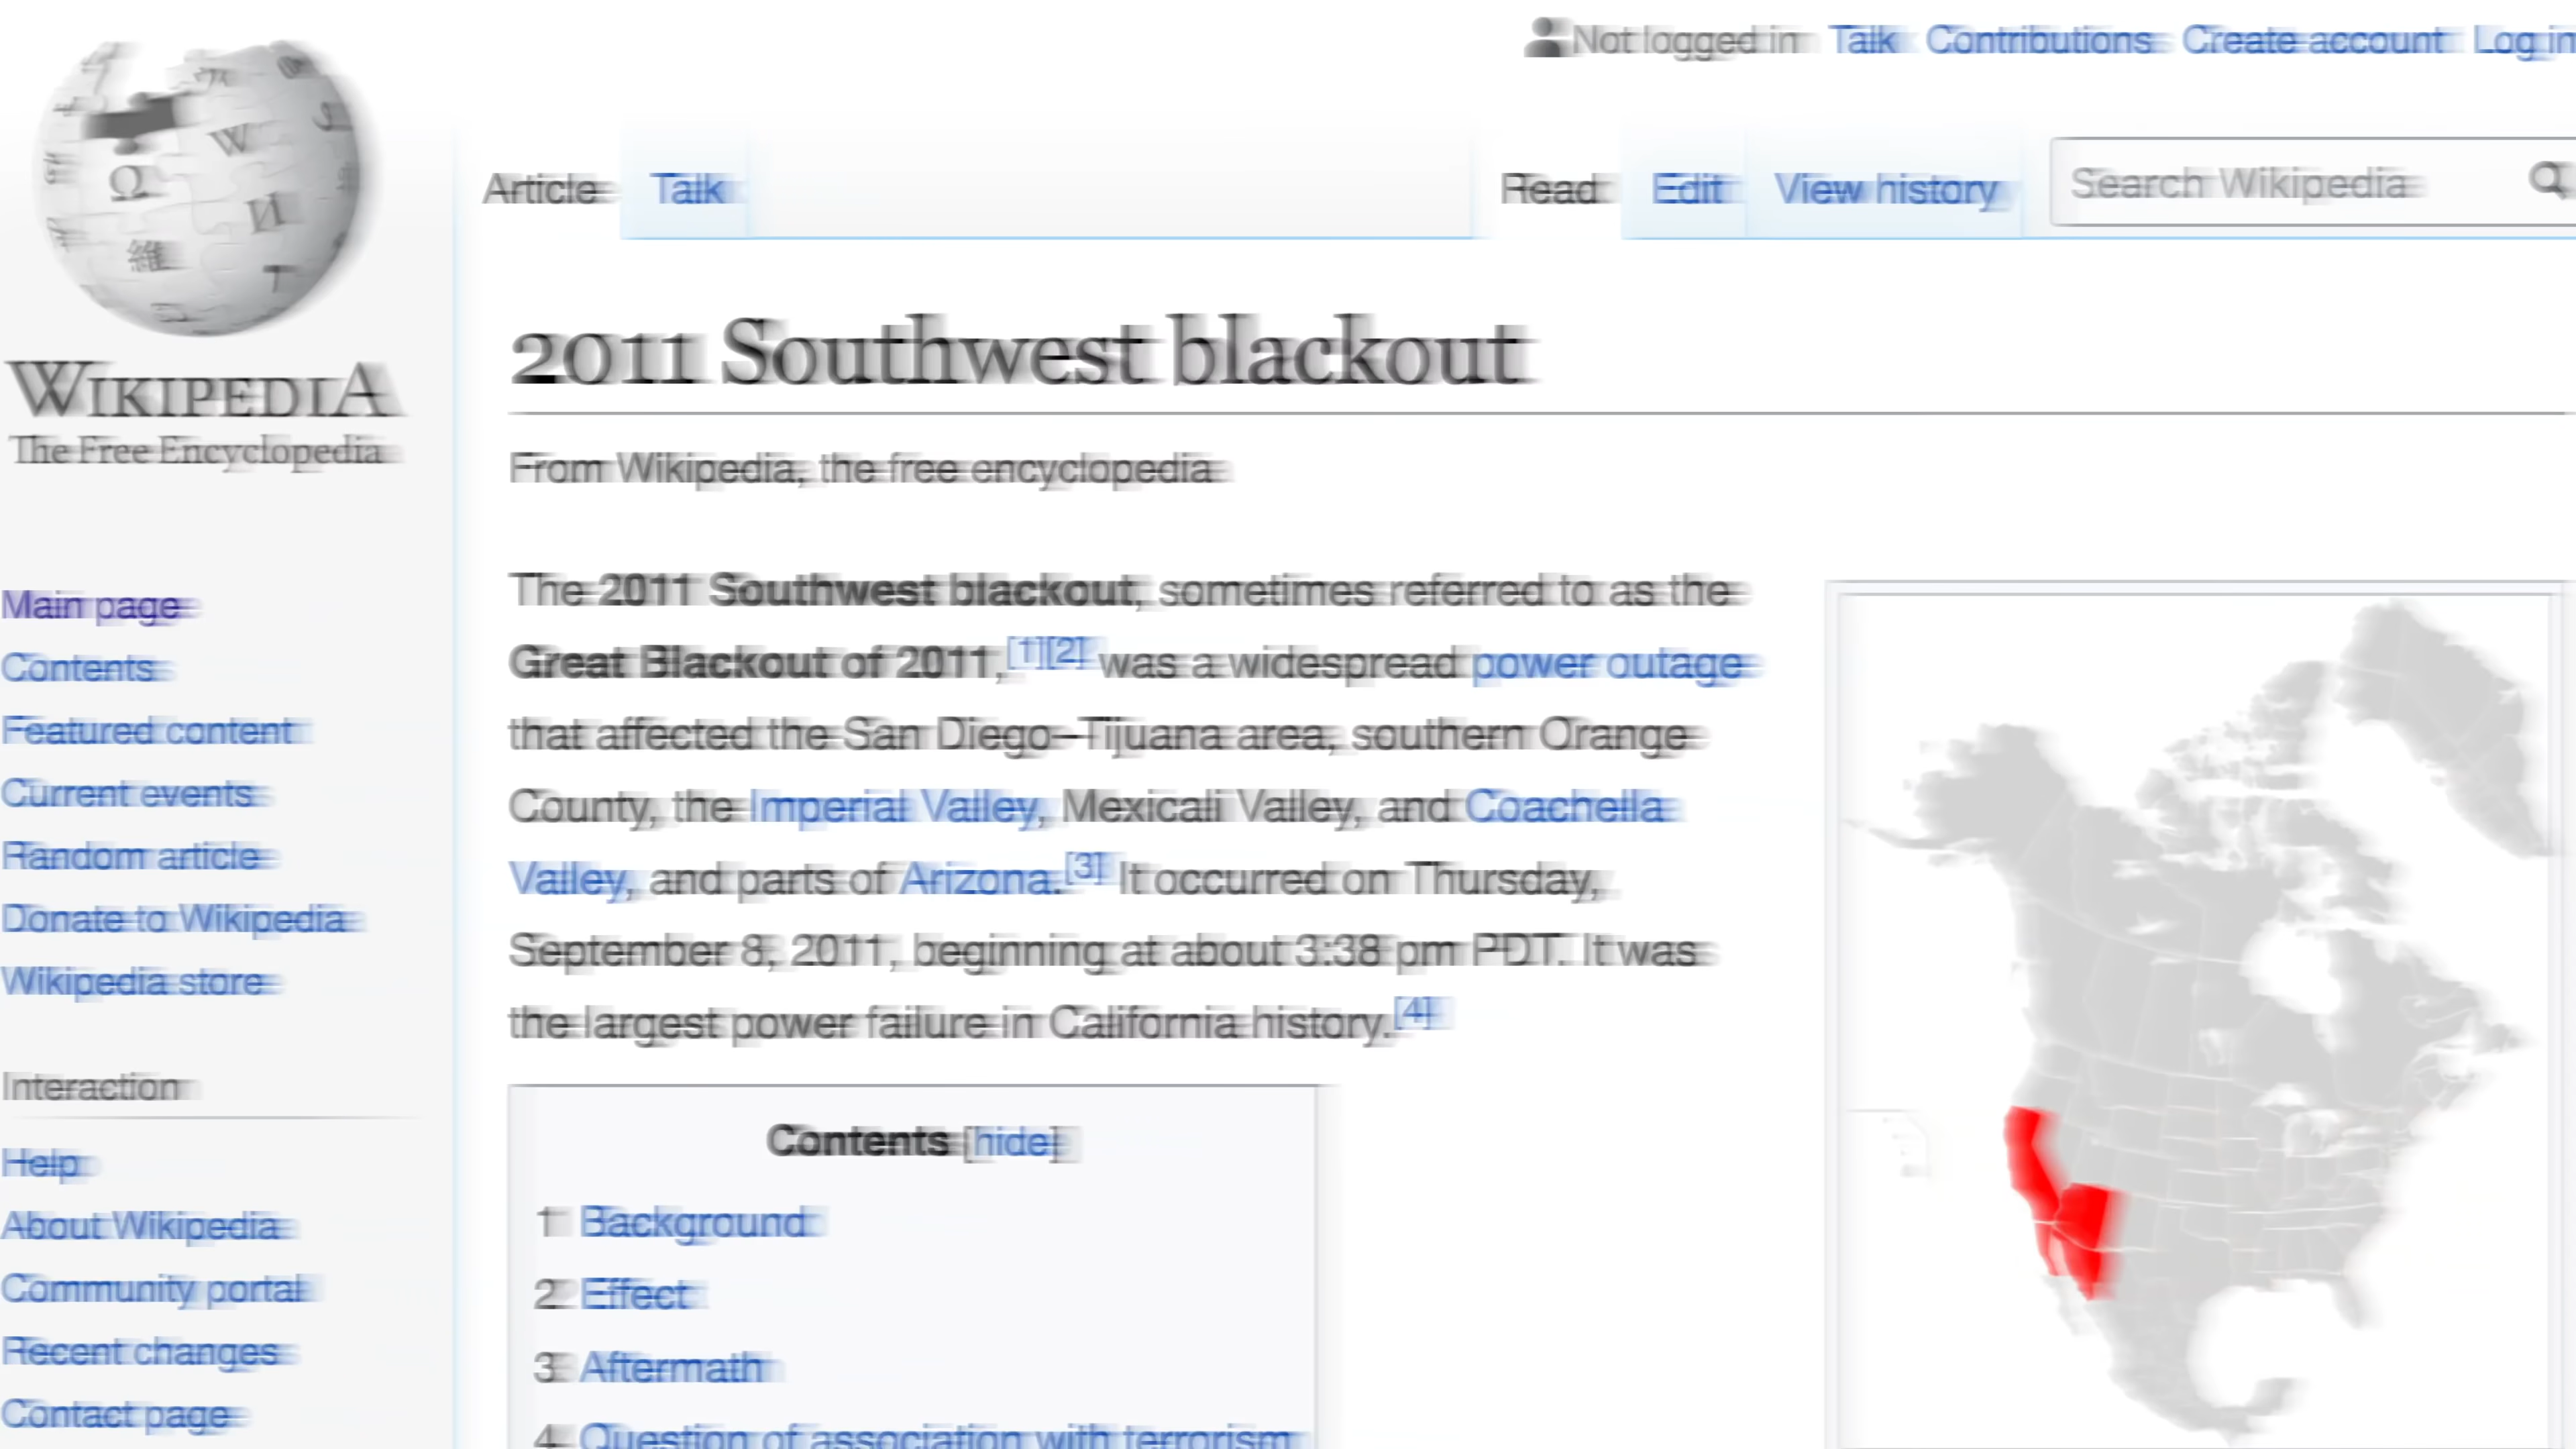 Not logged in Talk Contributions Create account Log in
Article Talk Read Edit View history Search Wikipedia
WIKIPEDIA
The Free Encyclopedia
Main page
Contents
Featured content
Current events
Random article
Donate to Wikipedia
Wikipedia store
Interaction
Help
About Wikipedia
Community portal
Recent changes
Contact page
2011 Southwest blackout
From Wikipedia, the free encyclopedia
The 2011 Southwest blackout, sometimes referred to as the
Great Blackout of 2011,[1][2] was a widespread power outage
that affected the San Diego–Tijuana area, southern Orange
County, the Imperial Valley, Mexicali Valley, and Coachella
Valley, and parts of Arizona.[3] It occurred on Thursday,
September 8, 2011, beginning at about 3:38 pm PDT. It was
the largest power failure in California history.[4]
Contents [hide]
1 Background
2 Effect
3 Aftermath
4 Question of association with terrorism